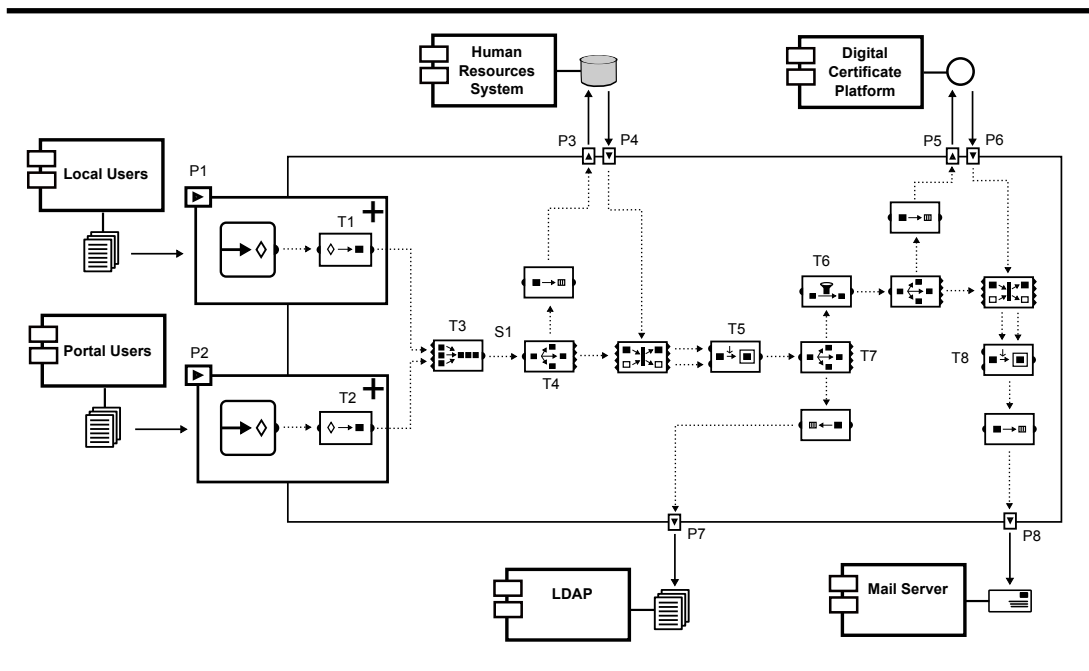 Human
Resources
System
Digital
Certificate
Platform
P3
P4
P5
P6
Local Users
P1
T1
T6
Portal Users
P2
T3
S1
T5
T4
T7
T8
T2
P7
P8
LDAP
Mail Server